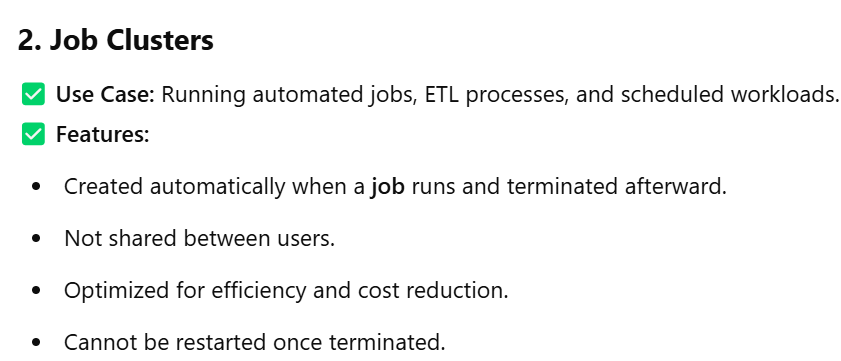 2. Job Clusters
✅ Use Case: Running automated jobs, ETL processes, and scheduled workloads.
✅ Features:
• Created automatically when a job runs and terminated afterward.
• Not shared between users.
• Optimized for efficiency and cost reduction.
• Cannot be restarted once terminated.